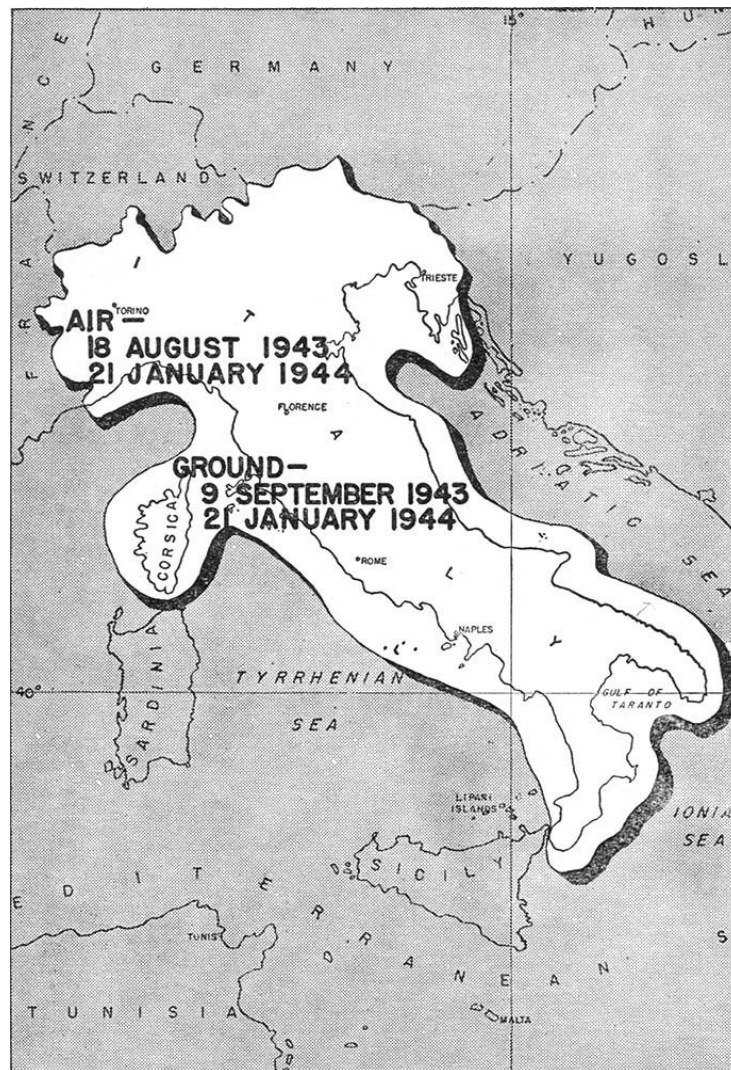 15°
HU
GERMANY
FRANCE
SWITZERLAND
YUGOSL
ITALY
TRIESTE
TORINO
AIR—
18 AUGUST 1943
21 JANUARY 1944
FLORENCE
ADRIATIC SEA
GROUND—
9 SEPTEMBER 1943
21 JANUARY 1944
CORSICA
ROME
NAPLES
SARDINIA
TYRRHENIAN
SEA
40°
GULF OF
TARANTO
LIPARI
ISLANDS
IONIA
SEA
SICILY
EDITERRANEAN S
TUNIS
TUNISIA
MALTA